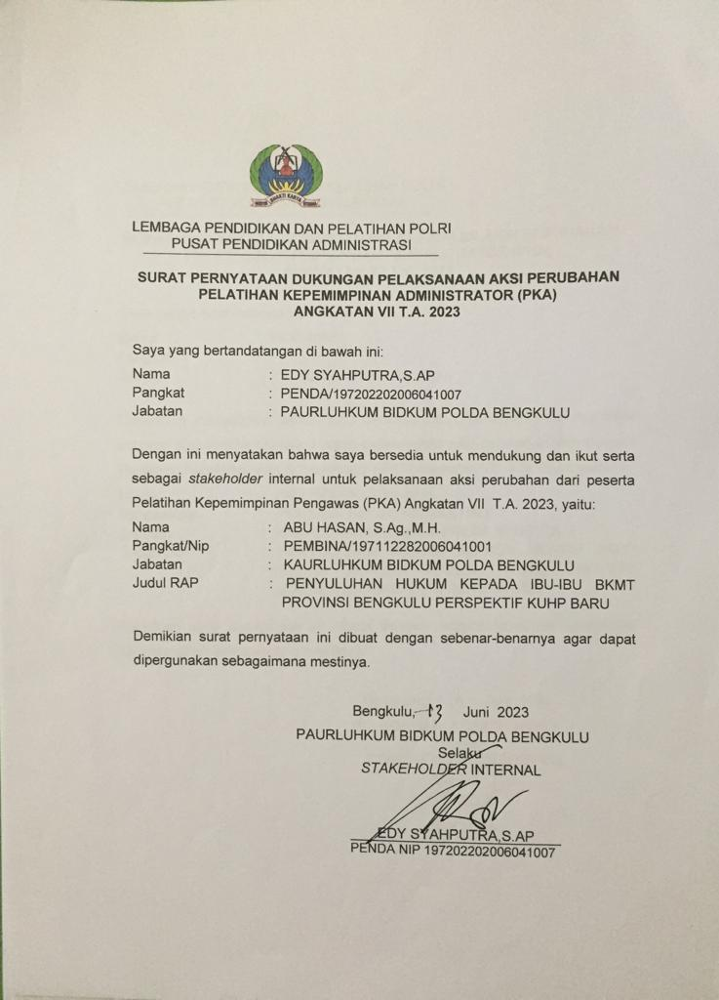 BHAKTI KARYA
LEMBAGA PENDIDIKAN DAN PELATIHAN POLRI
PUSAT PENDIDIKAN ADMINISTRASI
SURAT PERNYATAAN DUKUNGAN PELAKSANAAN AKSI PERUBAHAN
PELATIHAN KEPEMIMPINAN ADMINISTRATOR (PKA)
ANGKATAN VII T.A. 2023
Saya yang bertandatangan di bawah ini:
Nama : EDY SYAHPUTRA,S.AP
Pangkat : PENDA/197202202006041007
Jabatan : PAURLUHKUM BIDKUM POLDA BENGKULU
Dengan ini menyatakan bahwa saya bersedia untuk mendukung dan ikut serta
sebagai stakeholder internal untuk pelaksanaan aksi perubahan dari peserta
Pelatihan Kepemimpinan Pengawas (PKA) Angkatan VII T.A. 2023, yaitu:
Nama : ABU HASAN, S.Ag.,M.H.
Pangkat/Nip : PEMBINA/197112282006041001
Jabatan : KAURLUHKUM BIDKUM POLDA BENGKULU
Judul RAP : PENYULUHAN HUKUM KEPADA IBU-IBU BKMT
PROVINSI BENGKULU PERSPEKTIF KUHP BARU
Demikian surat pernyataan ini dibuat dengan sebenar-benarnya agar dapat
dipergunakan sebagaimana mestinya.
Bengkulu, 13 Juni 2023
PAURLUHKUM BIDKUM POLDA BENGKULU
Selaku
STAKEHOLDER INTERNAL
EDY SYAHPUTRA,S.AP
PENDA NIP 197202202006041007